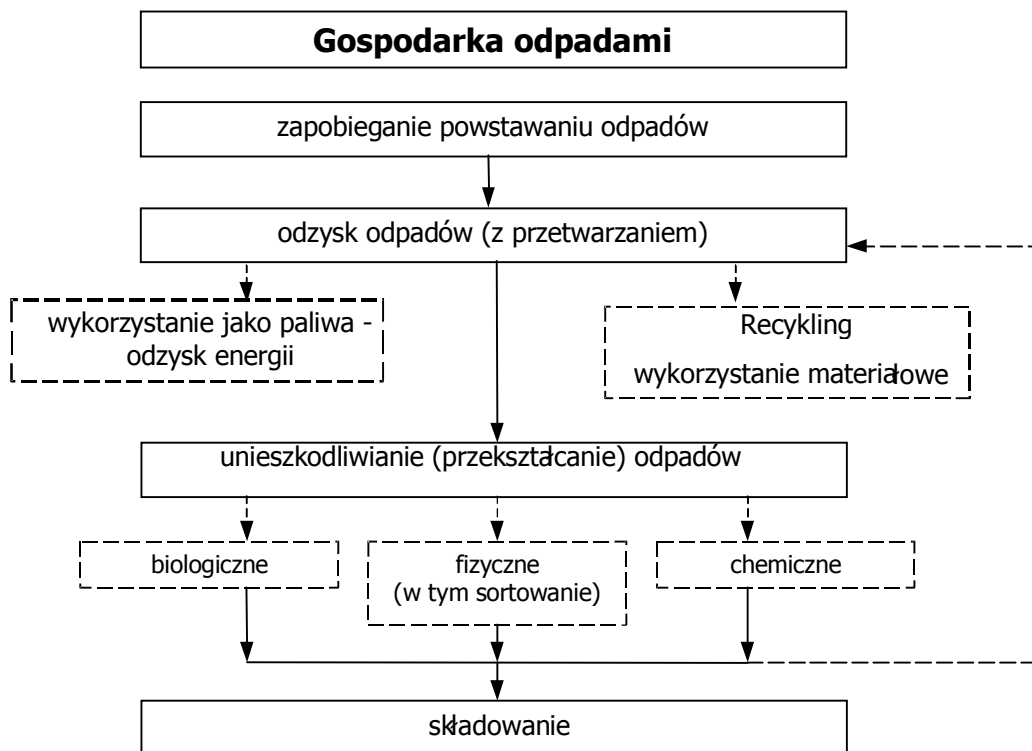 Gospodarka odpadami
zapobieganie powstawaniu odpadów
odzysk odpadów (z przetwarzaniem)
wykorzystanie jako paliwa -
odzysk energii
Recykling
wykorzystanie materiałowe
unieszkodliwianie (przekształcanie) odpadów
biologiczne
fizyczne
(w tym sortowanie)
chemiczne
składowanie